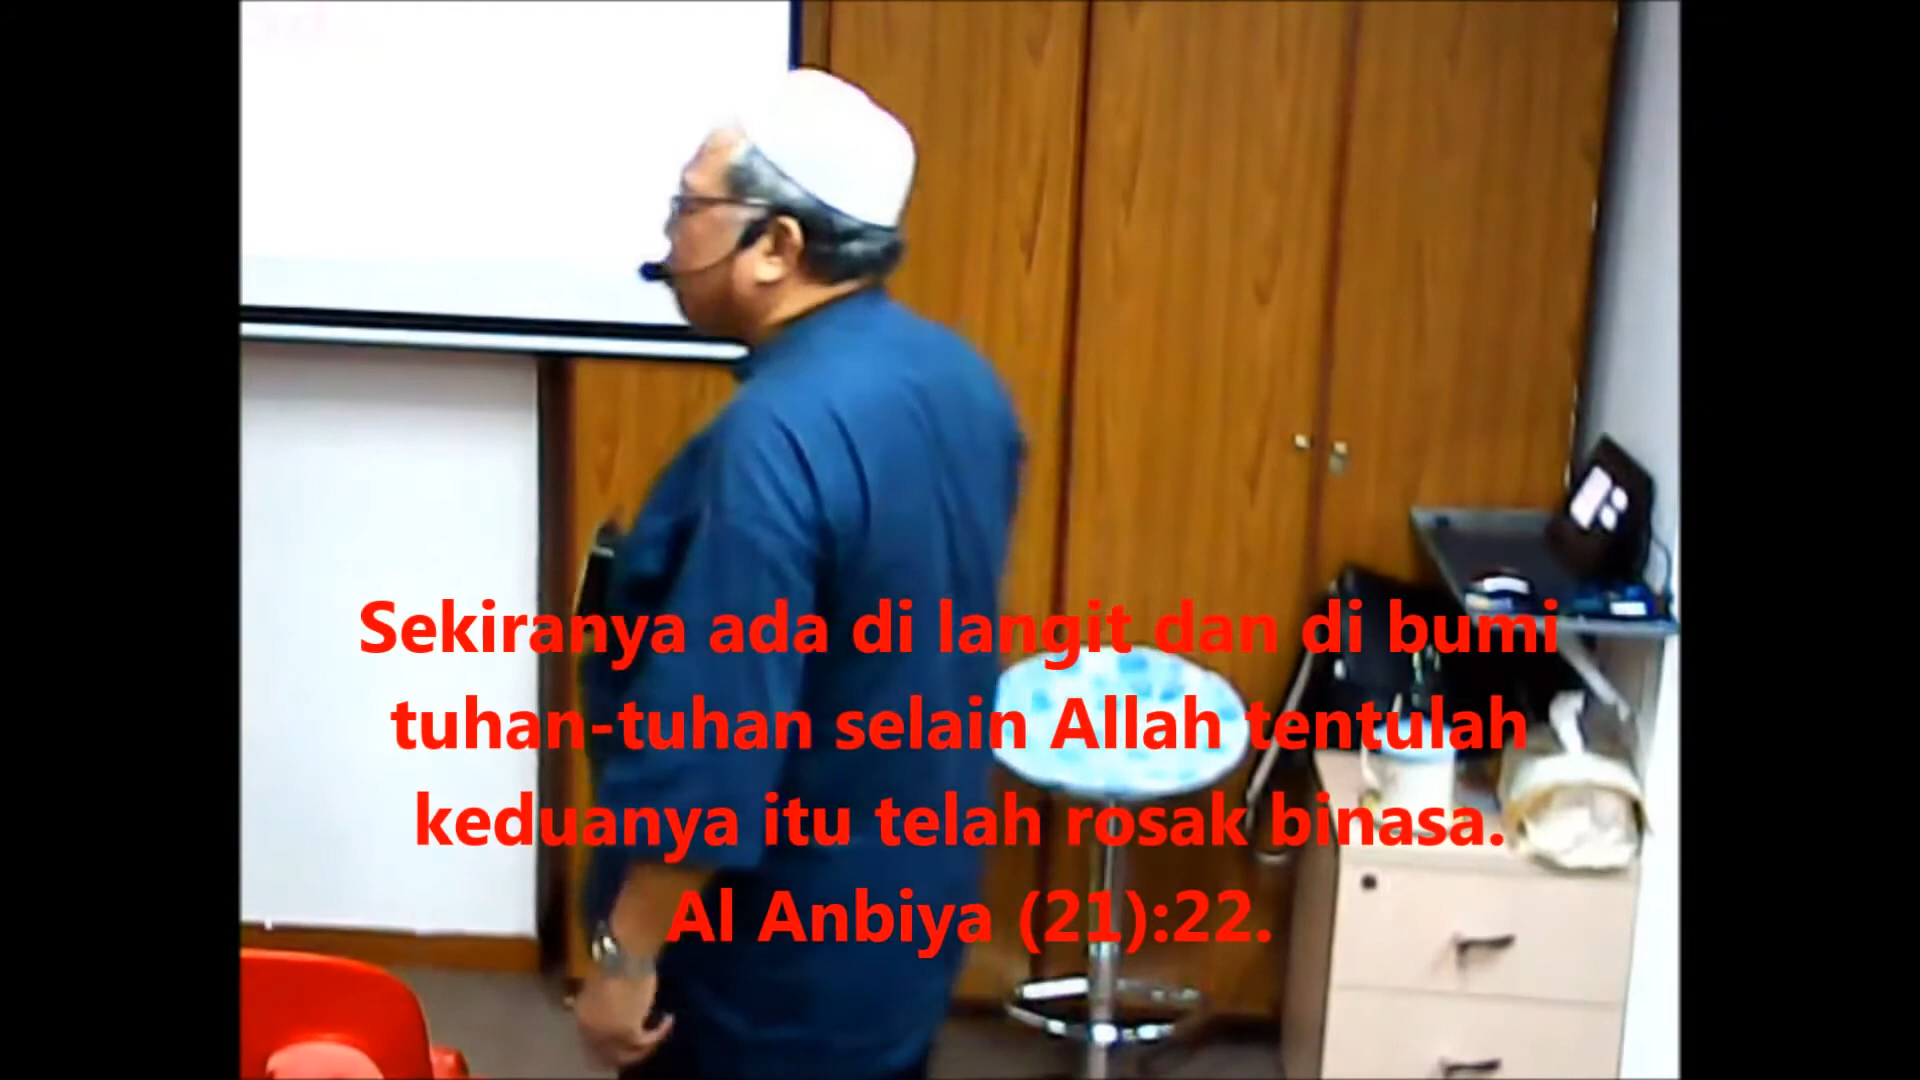 Sekiranya ada di langit dan di bumi
tuhan-tuhan selain Allah tentulah
keduanya itu telah rosak binasa.
Al Anbiya (21):22.